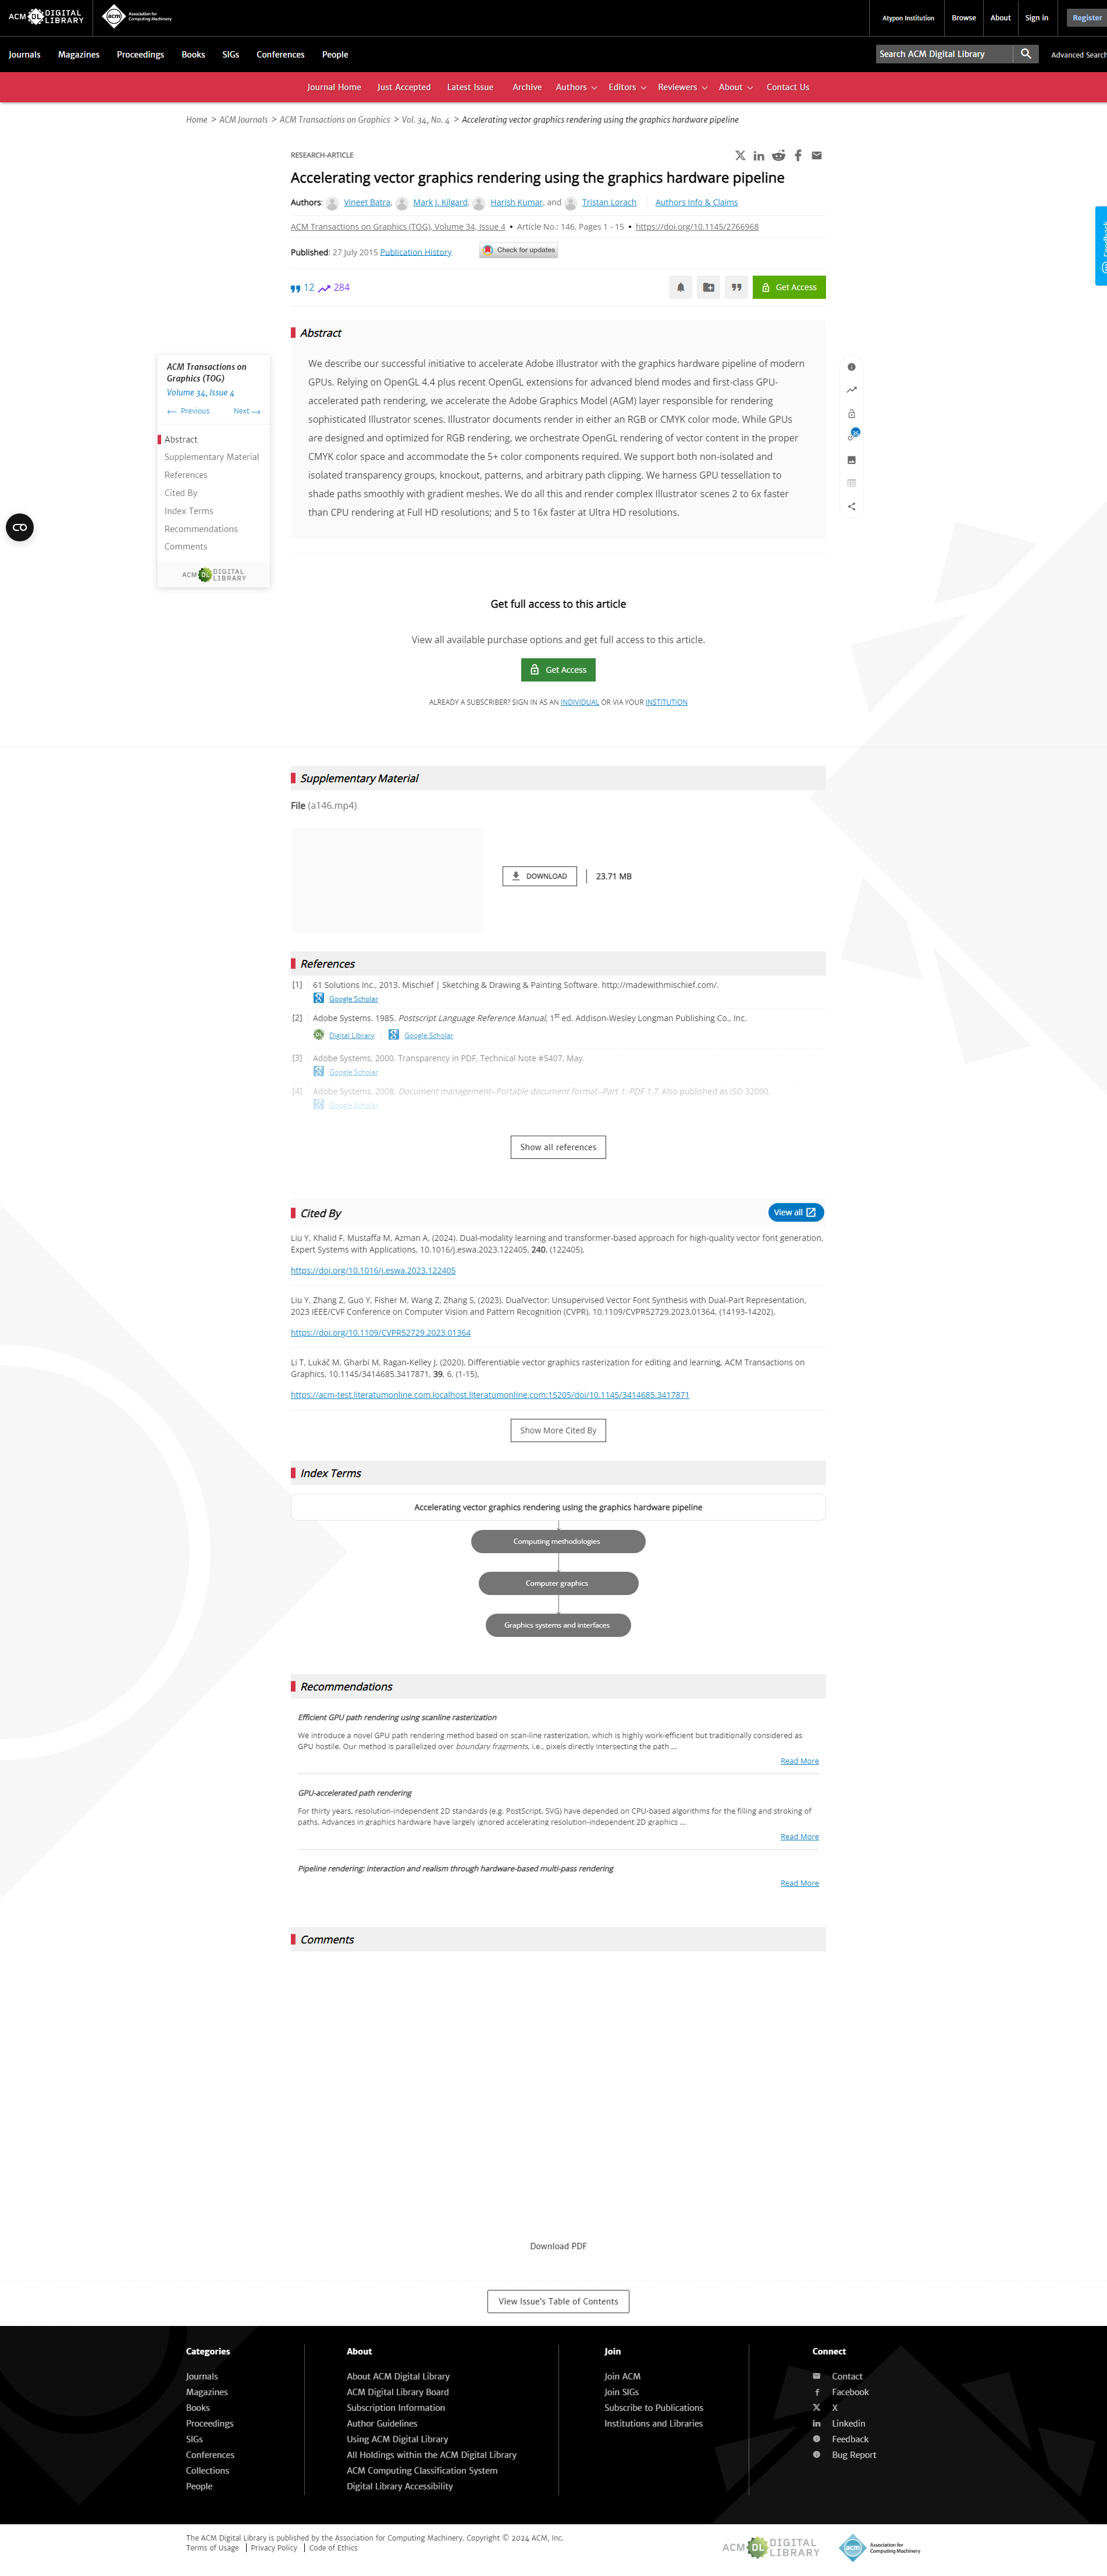 ACM DL DIGITAL LIBRARY
acm Association for Computing Machinery
Atypon Institution
Browse
About
Sign in
Register
Journals
Magazines
Proceedings
Books
SIGs
Conferences
People
Search ACM Digital Library
Advanced Search
Journal Home
Just Accepted
Latest Issue
Archive
Authors
Editors
Reviewers
About
Contact Us
Home > ACM Journals > ACM Transactions on Graphics > Vol. 34, No. 4 > Accelerating vector graphics rendering using the graphics hardware pipeline
RESEARCH-ARTICLE
Accelerating vector graphics rendering using the graphics hardware pipeline
Authors: Vineet Batra, Mark J. Kilgard, Harish Kumar, and Tristan Lorach Authors Info & Claims
ACM Transactions on Graphics (TOG), Volume 34, Issue 4 • Article No.: 146, Pages 1 - 15 • https://doi.org/10.1145/2766968
Published: 27 July 2015 Publication History
Check for updates
12 284
Get Access
Abstract
We describe our successful initiative to accelerate Adobe Illustrator with the graphics hardware pipeline of modern
GPUs. Relying on OpenGL 4.4 plus recent OpenGL extensions for advanced blend modes and first-class GPU-
accelerated path rendering, we accelerate the Adobe Graphics Model (AGM) layer responsible for rendering
sophisticated Illustrator scenes. Illustrator documents render in either an RGB or CMYK color mode. While GPUs
are designed and optimized for RGB rendering, we orchestrate OpenGL rendering of vector content in the proper
CMYK color space and accommodate the 5+ color components required. We support both non-isolated and
isolated transparency groups, knockout, patterns, and arbitrary path clipping. We harness GPU tessellation to
shade paths smoothly with gradient meshes. We do all this and render complex Illustrator scenes 2 to 6x faster
than CPU rendering at Full HD resolutions; and 5 to 16x faster at Ultra HD resolutions.
ACM Transactions on
Graphics (TOG)
Volume 34, Issue 4
Previous
Next
Abstract
Supplementary Material
References
Cited By
Index Terms
Recommendations
Comments
ACM DL DIGITAL LIBRARY
Get full access to this article
View all available purchase options and get full access to this article.
Get Access
ALREADY A SUBSCRIBER? SIGN IN AS AN INDIVIDUAL OR VIA YOUR INSTITUTION
Supplementary Material
File (a146.mp4)
DOWNLOAD
23.71 MB
References
[1] 61 Solutions Inc., 2013. Mischief | Sketching & Drawing & Painting Software. http://madewithmischief.com/.
Google Scholar
[2] Adobe Systems. 1985. Postscript Language Reference Manual, 1st ed. Addison-Wesley Longman Publishing Co., Inc.
Digital Library
Google Scholar
[3] Adobe Systems, 2000. Transparency in PDF, Technical Note #5407, May.
Google Scholar
[4] Adobe Systems. 2008. Document management--Portable document format--Part 1: PDF 1.7. Also published as ISO 32000.
Google Scholar
Show all references
Cited By
View all
Liu Y, Khalid F, Mustaffa M, Azman A, (2024). Dual-modality learning and transformer-based approach for high-quality vector font generation,
Expert Systems with Applications, 10.1016/j.eswa.2023.122405, 240, (122405),
https://doi.org/10.1016/j.eswa.2023.122405
Liu Y, Zhang Z, Guo Y, Fisher M, Wang Z, Zhang S, (2023). DualVector: Unsupervised Vector Font Synthesis with Dual-Part Representation,
2023 IEEE/CVF Conference on Computer Vision and Pattern Recognition (CVPR), 10.1109/CVPR52729.2023.01364, (14193-14202),
https://doi.org/10.1109/CVPR52729.2023.01364
Li T, Lukáč M, Gharbi M, Ragan-Kelley J, (2020). Differentiable vector graphics rasterization for editing and learning, ACM Transactions on
Graphics, 10.1145/3414685.3417871, 39, 6, (1-15),
https://acm-test.literatumonline.com.localhost.literatumonline.com:15205/doi/10.1145/3414685.3417871
Show More Cited By
Index Terms
Accelerating vector graphics rendering using the graphics hardware pipeline
Computing methodologies
Computer graphics
Graphics systems and interfaces
Recommendations
Efficient GPU path rendering using scanline rasterization
We introduce a novel GPU path rendering method based on scan-line rasterization, which is highly work-efficient but traditionally considered as
GPU hostile. Our method is parallelized over boundary fragments, i.e., pixels directly intersecting the path ...
Read More
GPU-accelerated path rendering
For thirty years, resolution-independent 2D standards (e.g. PostScript, SVG) have depended on CPU-based algorithms for the filling and stroking of
paths. Advances in graphics hardware have largely ignored accelerating resolution-independent 2D graphics ...
Read More
Pipeline rendering: interaction and realism through hardware-based multi-pass rendering
Read More
Comments
Download PDF
View Issue's Table of Contents
Categories
Journals
Magazines
Books
Proceedings
SIGs
Conferences
Collections
People
About
About ACM Digital Library
ACM Digital Library Board
Subscription Information
Author Guidelines
Using ACM Digital Library
All Holdings within the ACM Digital Library
ACM Computing Classification System
Digital Library Accessibility
Join
Join ACM
Join SIGs
Subscribe to Publications
Institutions and Libraries
Connect
Contact
Facebook
X
Linkedin
Feedback
Bug Report
The ACM Digital Library is published by the Association for Computing Machinery. Copyright © 2024 ACM, Inc.
Terms of Usage
Privacy Policy
Code of Ethics
ACM DL DIGITAL LIBRARY
acm Association for Computing Machinery